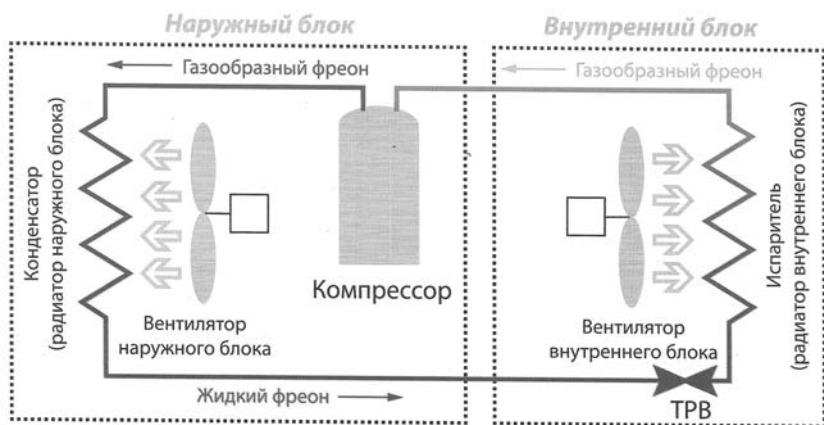 Наружный блок
Внутренний блок
Газообразный фреон
Газообразный фреон
Конденсатор
(радиатор наружного блока)
Компрессор
Вентилятор
наружного блока
Вентилятор
внутреннего блока
Испаритель
(радиатор внутреннего блока)
Жидкий фреон
ТРВ